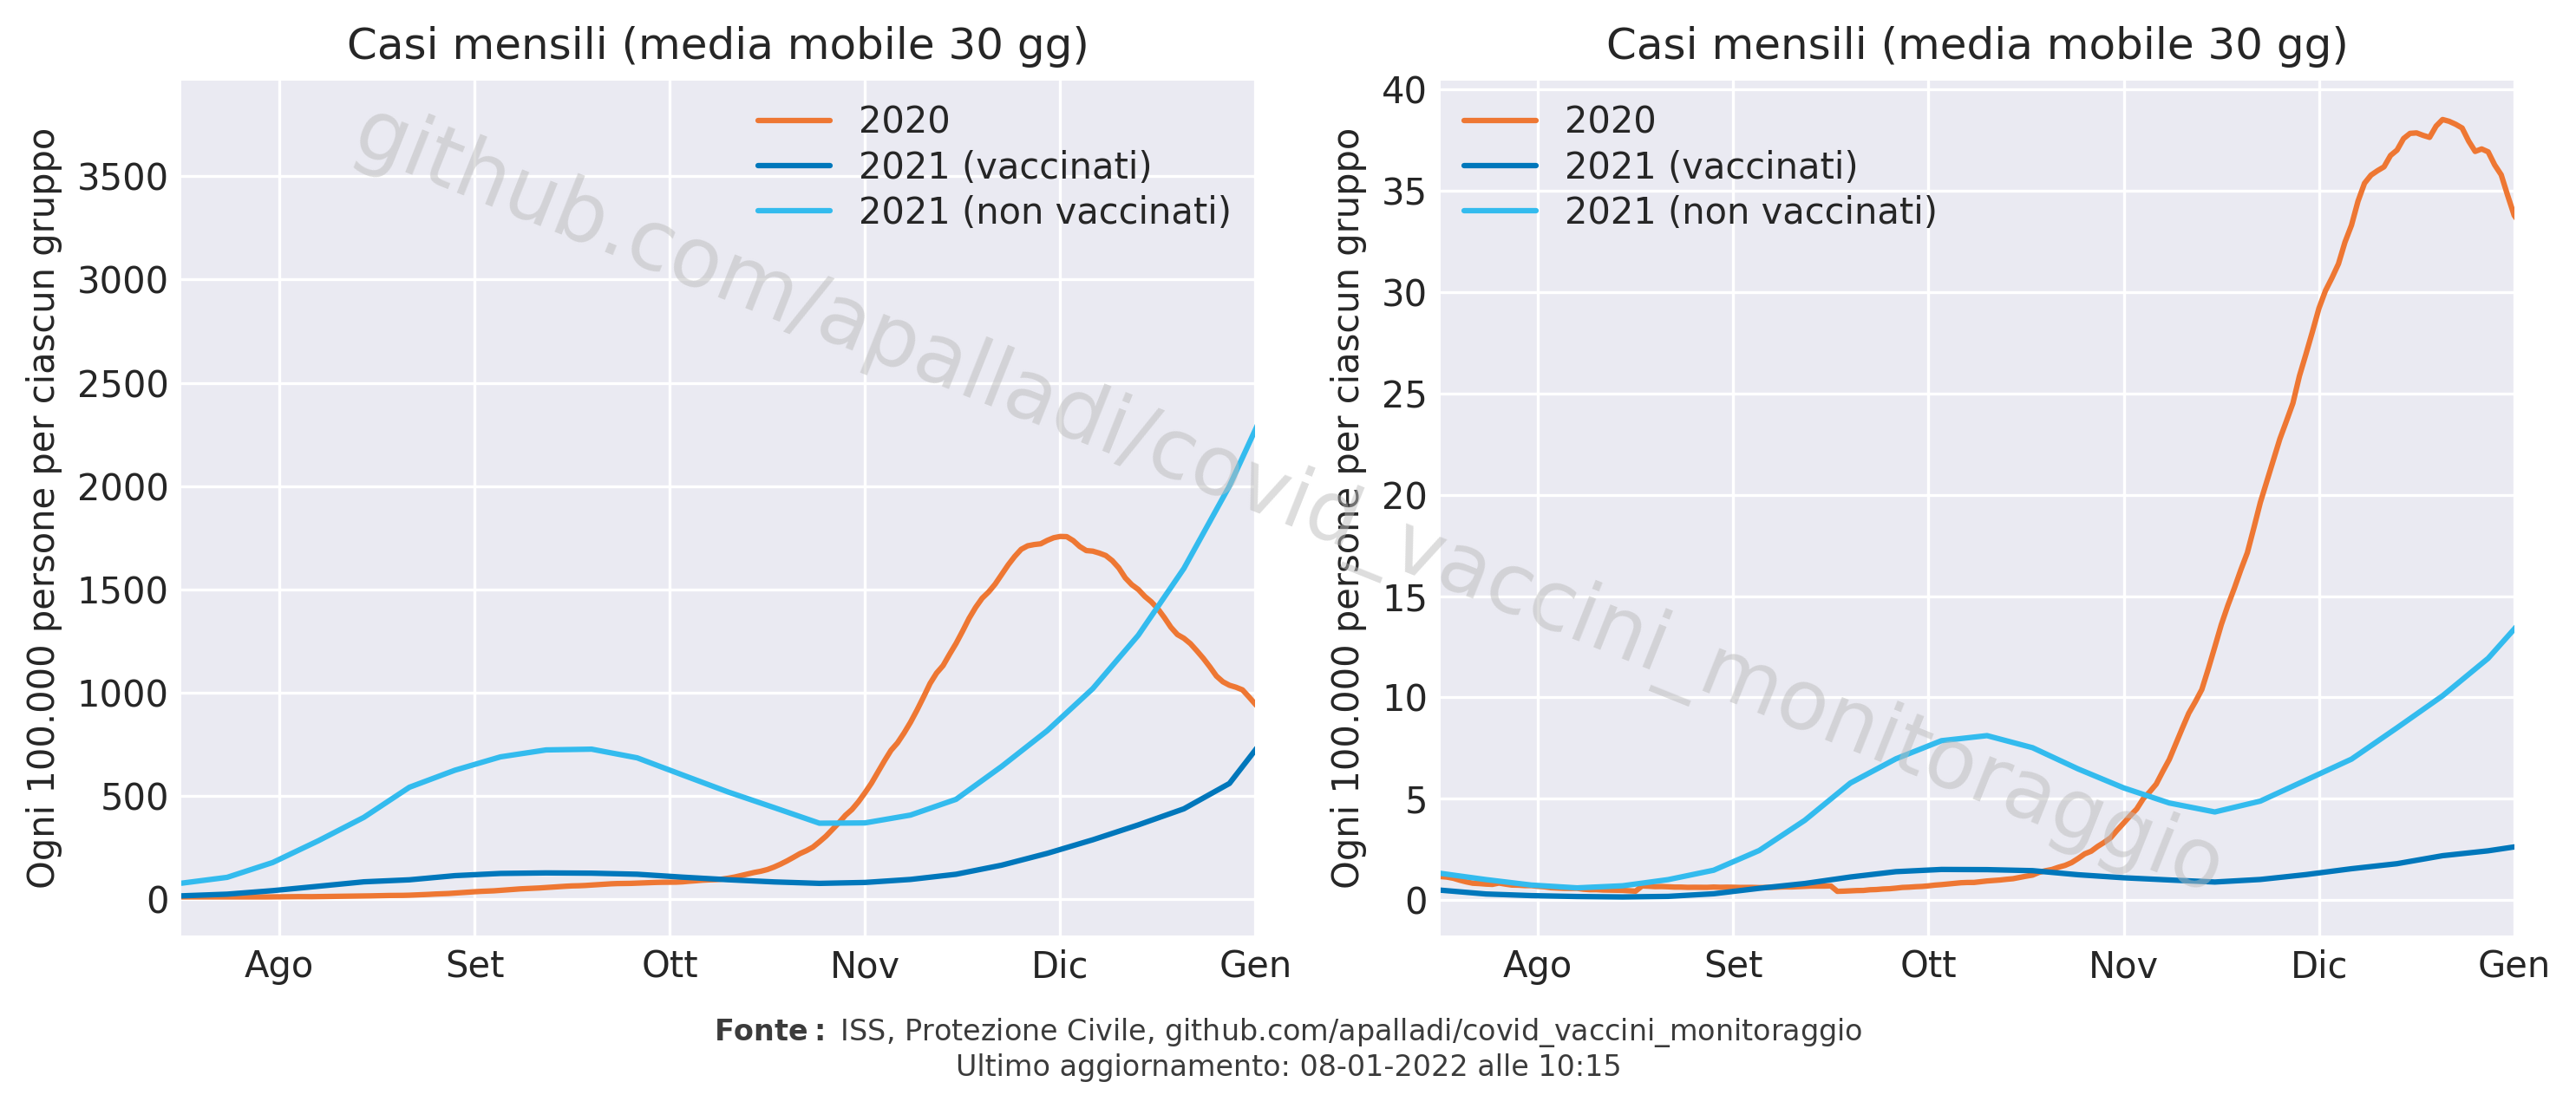 Casi mensili (media mobile 30 gg)
Ogni 100.000 persone per ciascun gruppo
3500
3000
2500
2000
1500
1000
500
0
2020
2021 (vaccinati)
2021 (non vaccinati)
Ago Set Ott Nov Dic Gen
Casi mensili (media mobile 30 gg)
Ogni 100.000 persone per ciascun gruppo
40
35
30
25
20
15
10
5
0
2020
2021 (vaccinati)
2021 (non vaccinati)
Ago Set Ott Nov Dic Gen
github.com/apalladi/covid_vaccini_monitoraggio
Fonte: ISS, Protezione Civile, github.com/apalladi/covid_vaccini_monitoraggio
Ultimo aggiornamento: 08-01-2022 alle 10:15